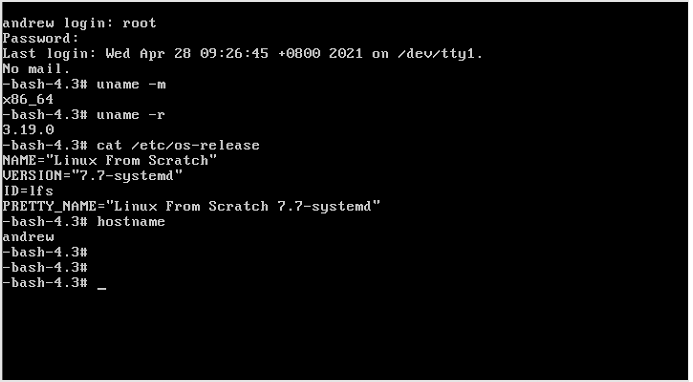 andrew login: root
Password:
Last login: Wed Apr 28 09:26:45 +0800 2021 on /dev/tty1.
No mail.
-bash-4.3# uname -m
x86_64
-bash-4.3# uname -r
3.19.0
-bash-4.3# cat /etc/os-release
NAME="Linux From Scratch"
VERSION="7.7-systemd"
ID=lfs
PRETTY_NAME="Linux From Scratch 7.7-systemd"
-bash-4.3# hostname
andrew
-bash-4.3#
-bash-4.3#
-bash-4.3# _